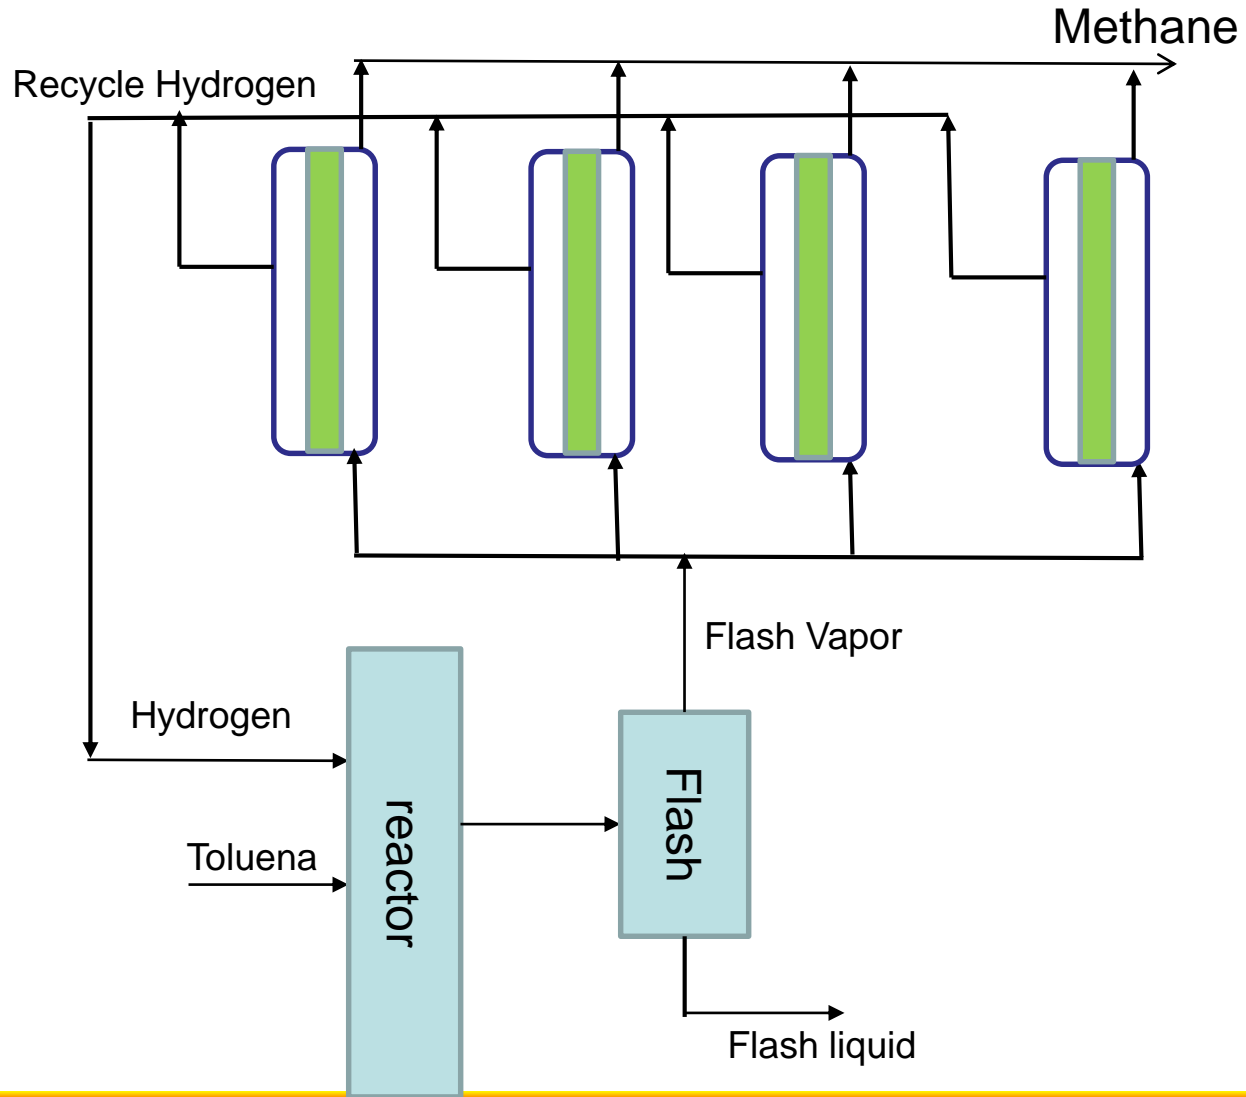 Methane
Recycle Hydrogen
Flash Vapor
Hydrogen
Flash
reactor
Toluena
Flash liquid